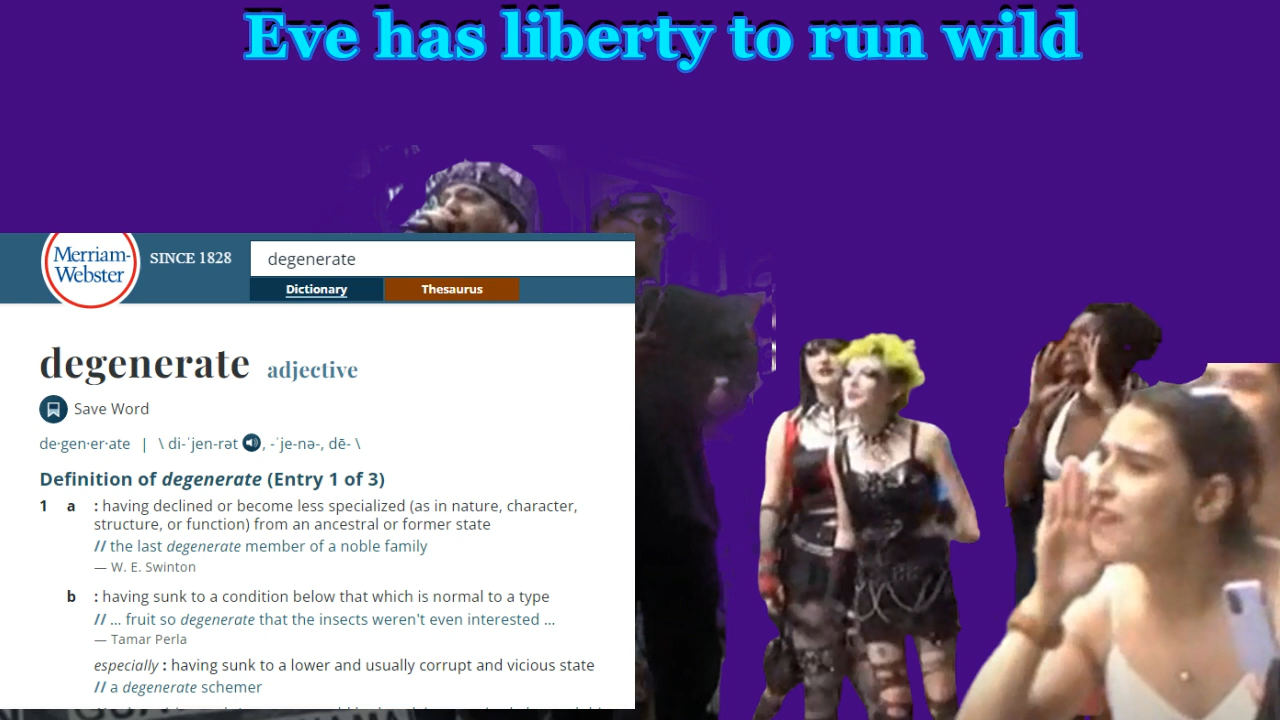 Eve has liberty to run wild
Merriam-
Webster
SINCE 1828
degenerate
Dictionary
Thesaurus
degenerate adjective
Save Word
de·gen·er·ate | \ di-ˈjen-rət , -ˈje-nə-, dē- \
Definition of degenerate (Entry 1 of 3)
1 a : having declined or become less specialized (as in nature, character,
structure, or function) from an ancestral or former state
// the last degenerate member of a noble family
— W. E. Swinton
b : having sunk to a condition below that which is normal to a type
// ... fruit so degenerate that the insects weren't even interested ...
— Tamar Perla
especially : having sunk to a lower and usually corrupt and vicious state
// a degenerate schemer